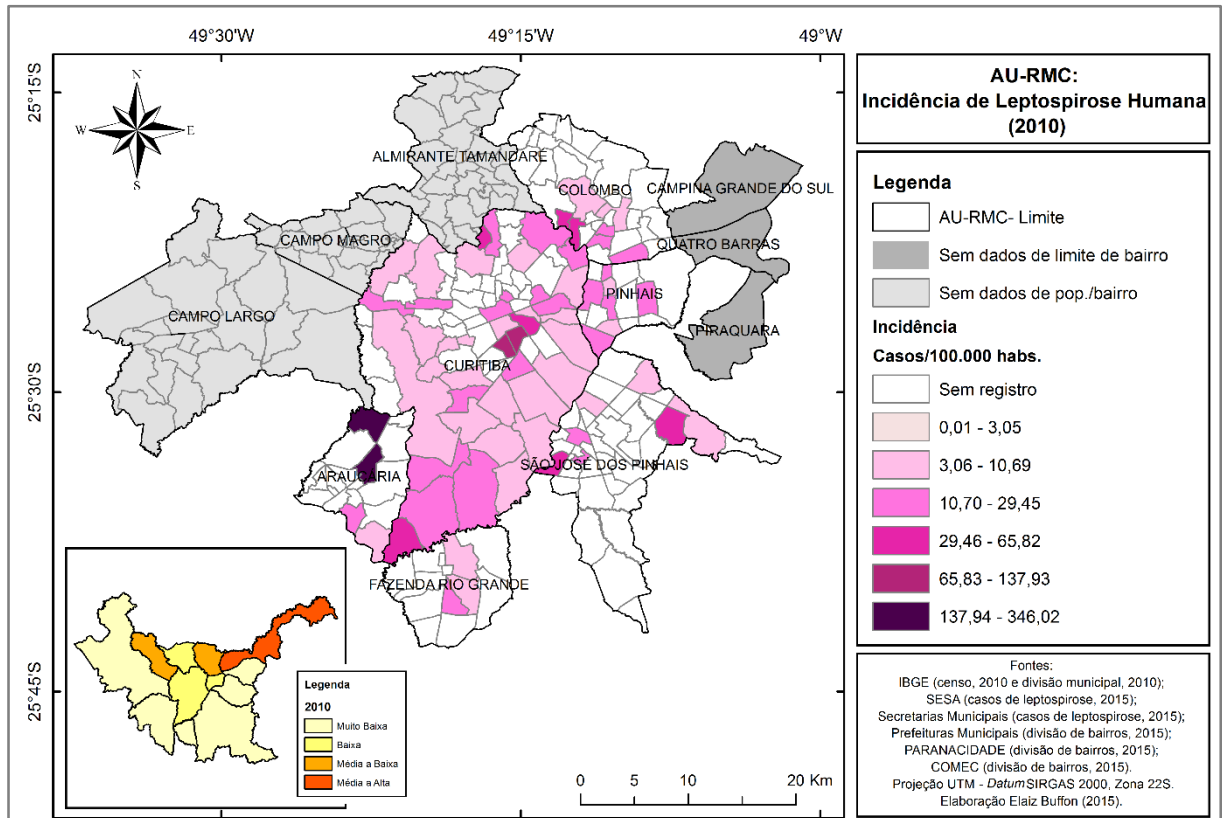 49°30'W
49°15'W
49°W
25°15'S
25°30'S
25°45'S
N
W
E
S
ALMIRANTE TAMANDARÉ
COLOMBO
CAMPINA GRANDE DO SUL
CAMPO MAGRO
QUATRO BARRAS
PINHAIS
CAMPO LARGO
PIRAQUARA
CURITIBA
ARAUCÁRIA
SÃO JOSÉ DOS PINHAIS
FAZENDA RIO GRANDE
Legenda
2010
Muito Baixa
Baixa
Média a Baixa
Média a Alta
0 5 10 20 Km
AU-RMC:
Incidência de Leptospirose Humana
(2010)
Legenda
AU-RMC- Limite
Sem dados de limite de bairro
Sem dados de pop./bairro
Incidência
Casos/100.000 habs.
Sem registro
0,01 - 3,05
3,06 - 10,69
10,70 - 29,45
29,46 - 65,82
65,83 - 137,93
137,94 - 346,02
Fontes:
IBGE (censo, 2010 e divisão municipal, 2010);
SESA (casos de leptospirose, 2015);
Secretarias Municipais (casos de leptospirose, 2015);
Prefeituras Municipais (divisão de bairros, 2015);
PARANACIDADE (divisão de bairros, 2015);
COMEC (divisão de bairros, 2015).
Projeção UTM - Datum SIRGAS 2000, Zona 22S.
Elaboração Elaiz Buffon (2015).